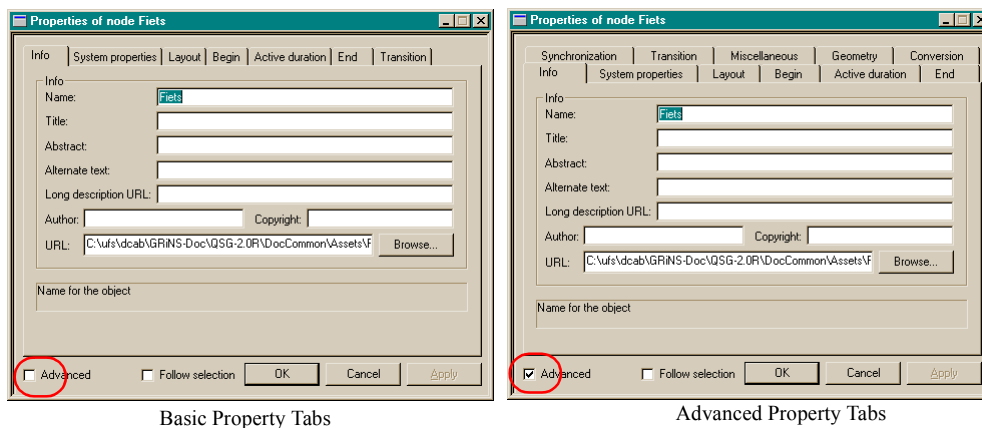 Properties of node Fiets
Info System properties Layout Begin Active duration End Transition
Info
Name: Fiets
Title:
Abstract:
Alternate text:
Long description URL:
Author: Copyright:
URL: C:\ufs\dcab\GRiNS-Doc\QSG-2.0R\DocCommon\Assets\F Browse...
Name for the object
Advanced Follow selection OK Cancel Apply
Basic Property Tabs
Properties of node Fiets
Synchronization Transition Miscellaneous Geometry Conversion
Info System properties Layout Begin Active duration End
Info
Name: Fiets
Title:
Abstract:
Alternate text:
Long description URL:
Author: Copyright:
URL: C:\ufs\dcab\GRiNS-Doc\QSG-2.0R\DocCommon\Assets\F Browse...
Name for the object
Advanced Follow selection OK Cancel Apply
Advanced Property Tabs